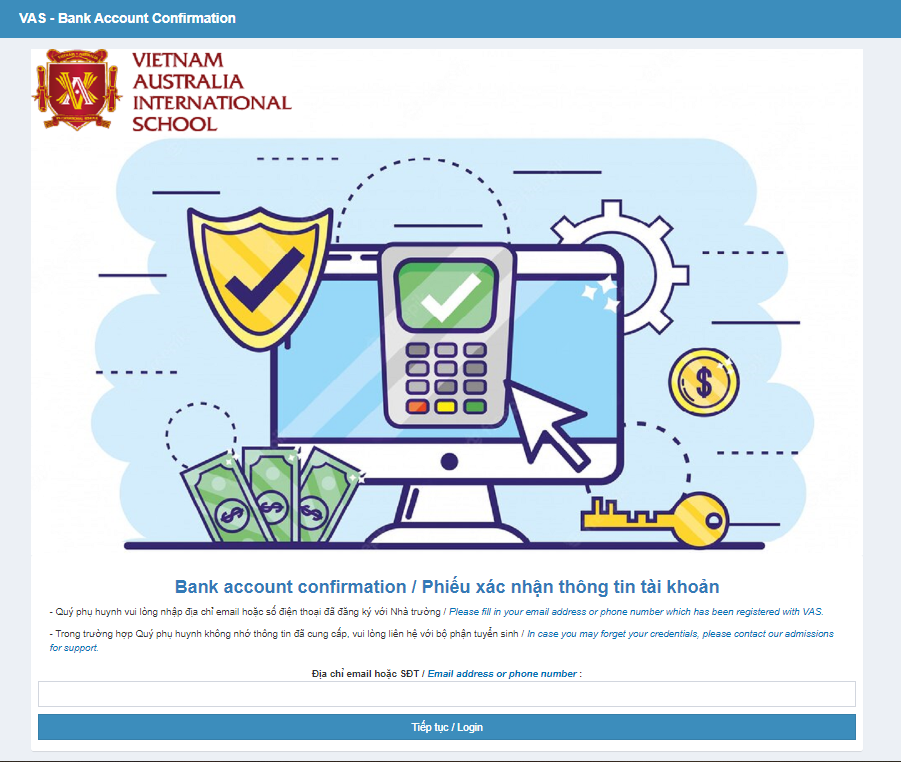 VAS - Bank Account Confirmation
VIETNAM
AUSTRALIA
INTERNATIONAL
SCHOOL
Bank account confirmation / Phiếu xác nhận thông tin tài khoản
- Quý phụ huynh vui lòng nhập địa chỉ email hoặc số điện thoại đã đăng ký với Nhà trường / Please fill in your email address or phone number which has been registered with VAS.
- Trong trường hợp Quý phụ huynh không nhớ thông tin đã cung cấp, vui lòng liên hệ với bộ phận tuyển sinh / In case you may forget your credentials, please contact our admissions
for support.
Địa chỉ email hoặc SĐT / Email address or phone number :
Tiếp tục / Login